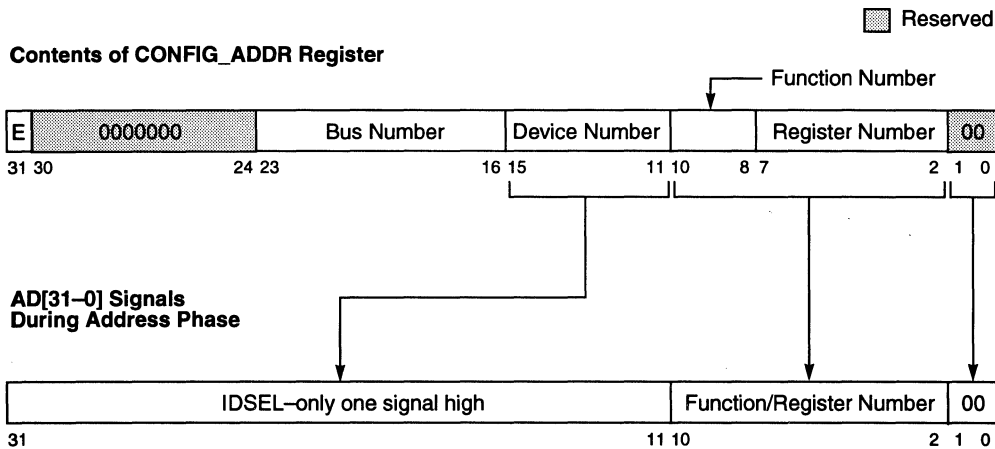 Reserved
Contents of CONFIG_ADDR Register
Function Number
E 0000000 Bus Number Device Number Register Number 00
31 30 24 23 16 15 11 10 8 7 2 1 0
AD[31–0] Signals
During Address Phase
IDSEL–only one signal high Function/Register Number 00
31 11 10 2 1 0